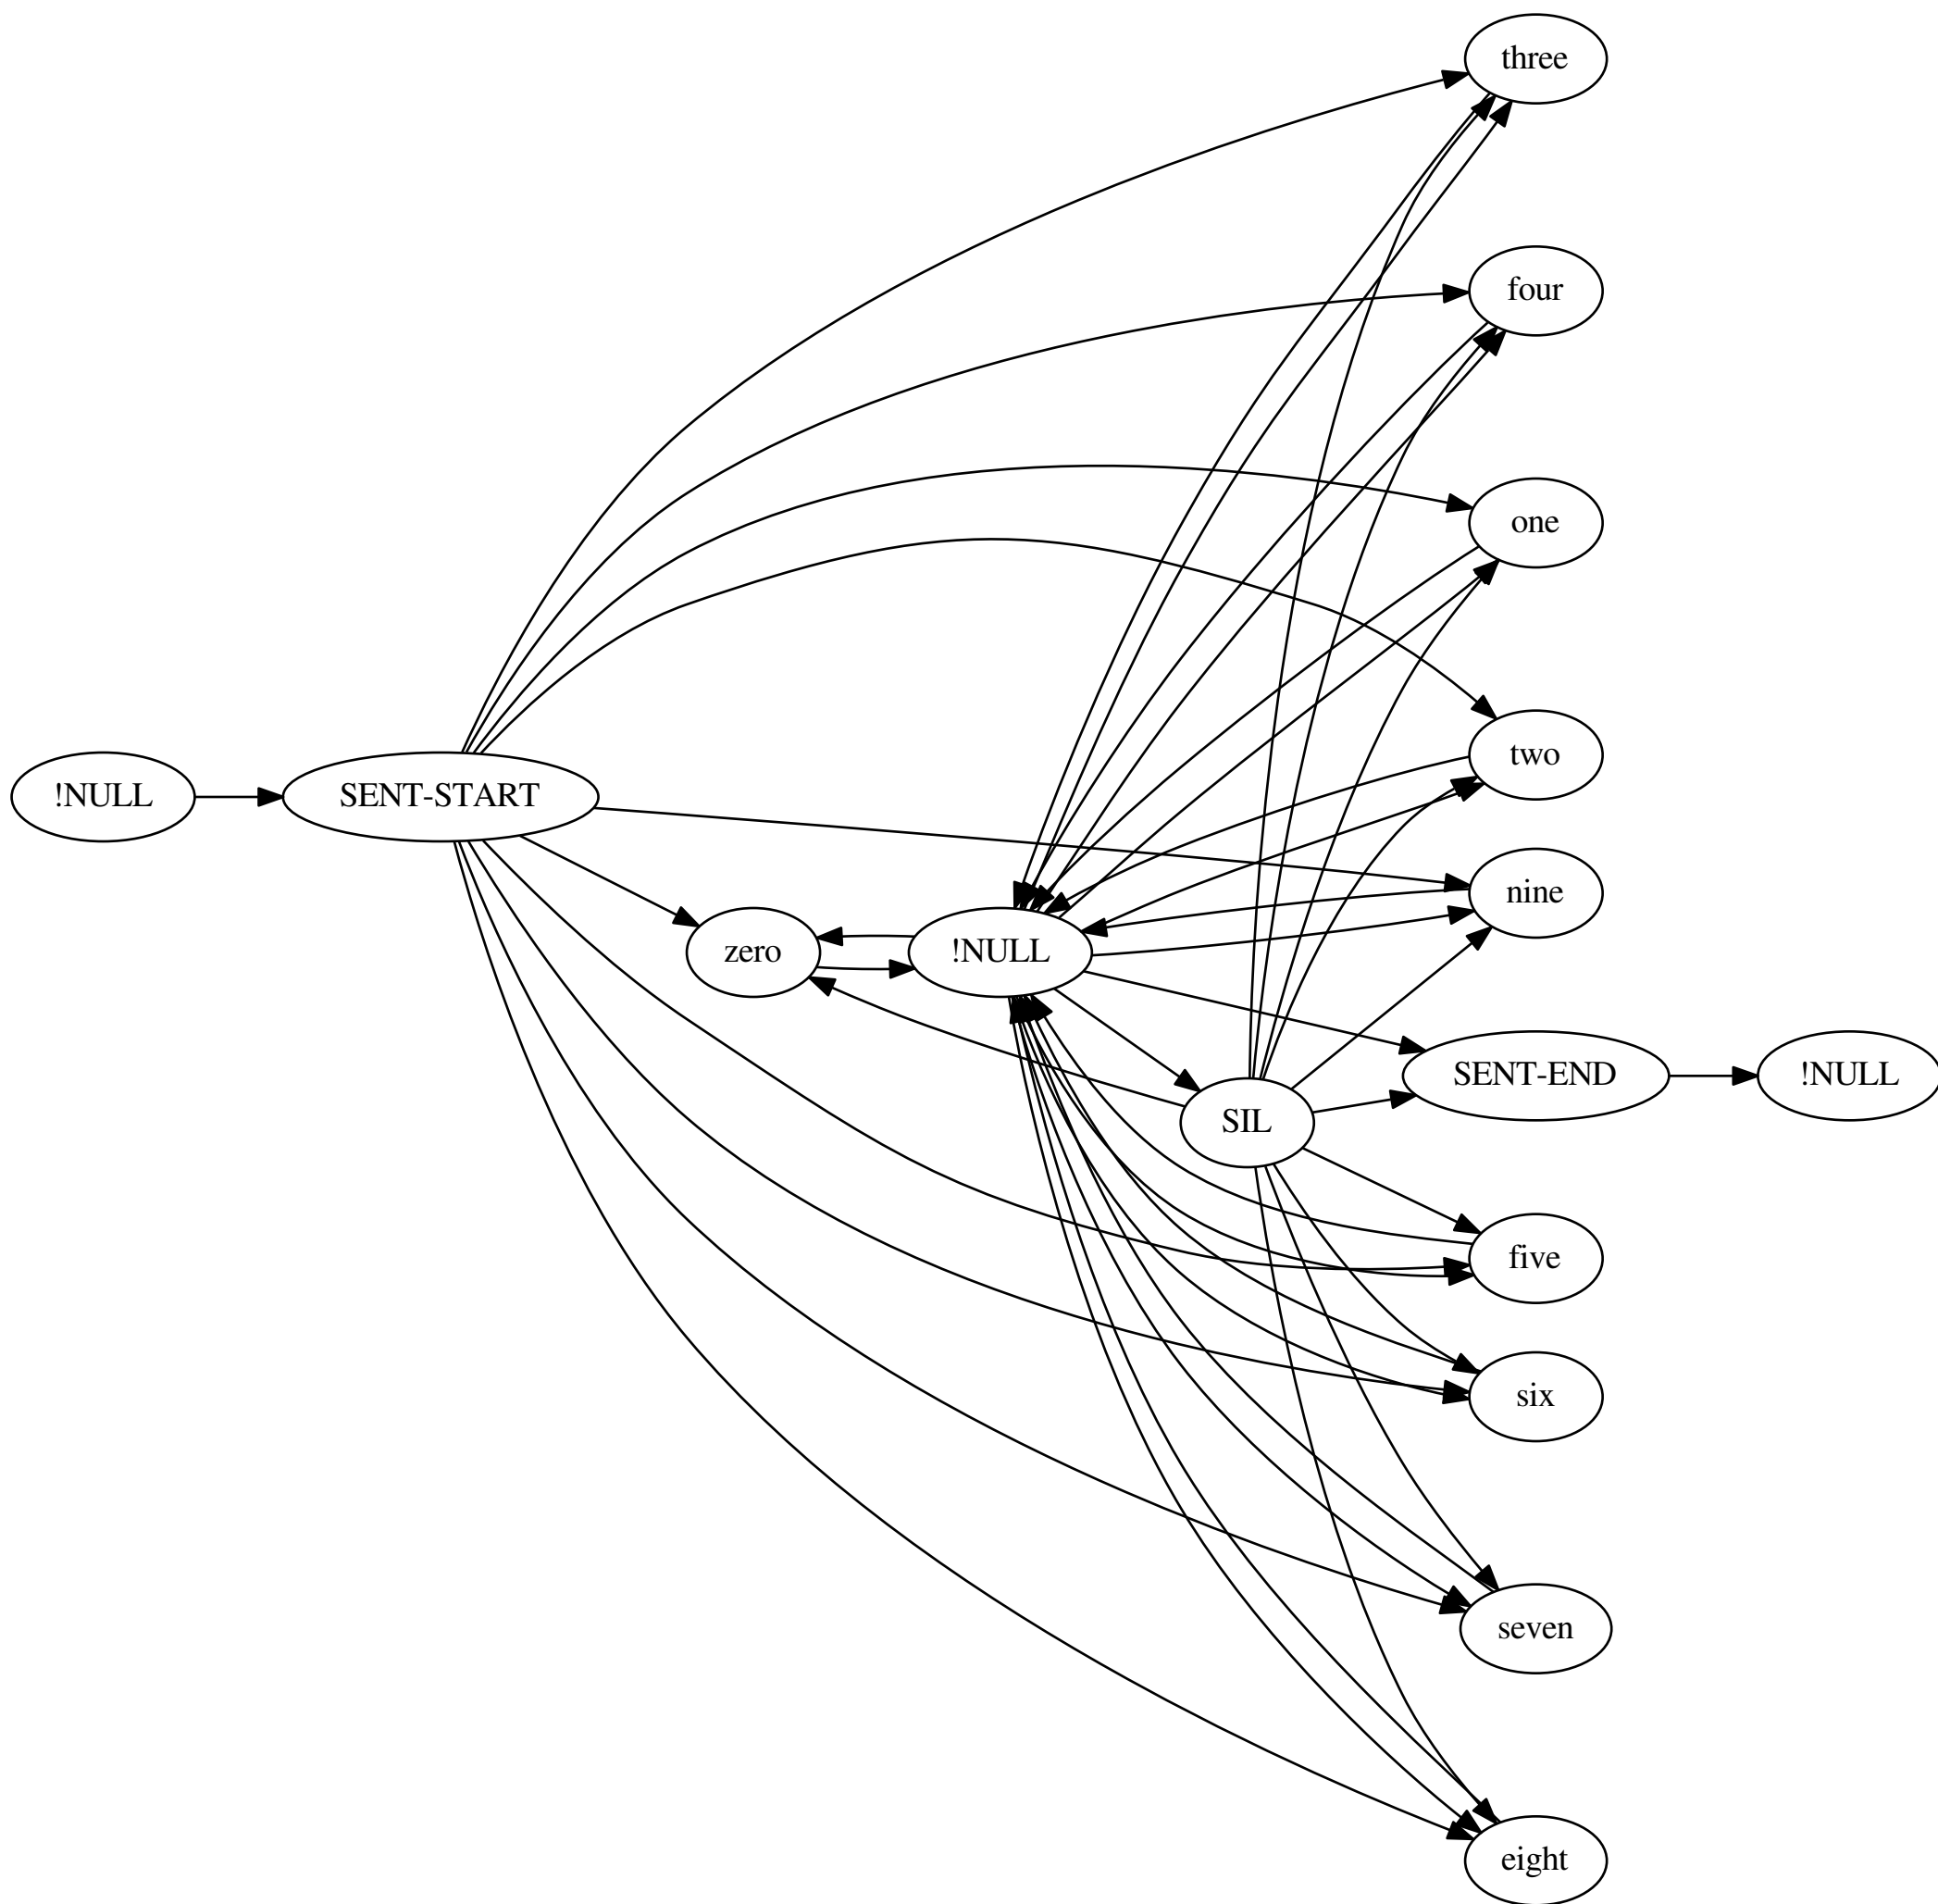 three
four
one
two
!NULL
SENT-START
nine
zero
!NULL
SENT-END
!NULL
SIL
five
six
seven
eight